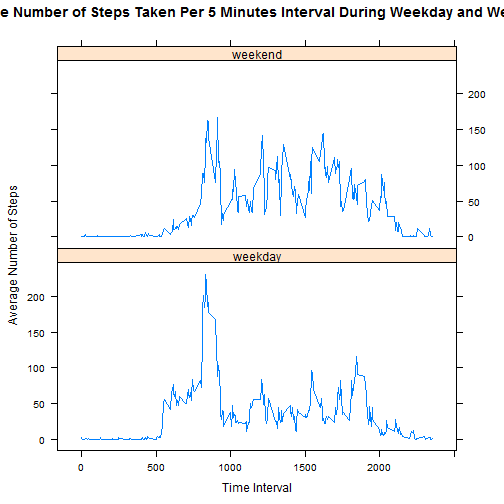 e Number of Steps Taken Per 5 Minutes Interval During Weekday and We
weekend
200
150
100
50
0
weekday
200
150
100
50
0
Average Number of Steps
0 500 1000 1500 2000
Time Interval